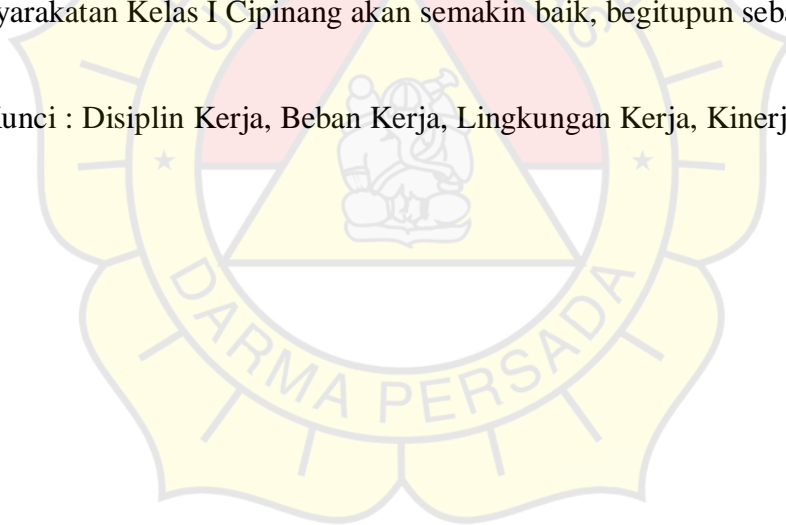 yarakatan Kelas I Cipinang akan semakin baik, begitupun seba
unci : Disiplin Kerja, Beban Kerja, Lingkungan Kerja, Kinerj
DARMA PERSADA